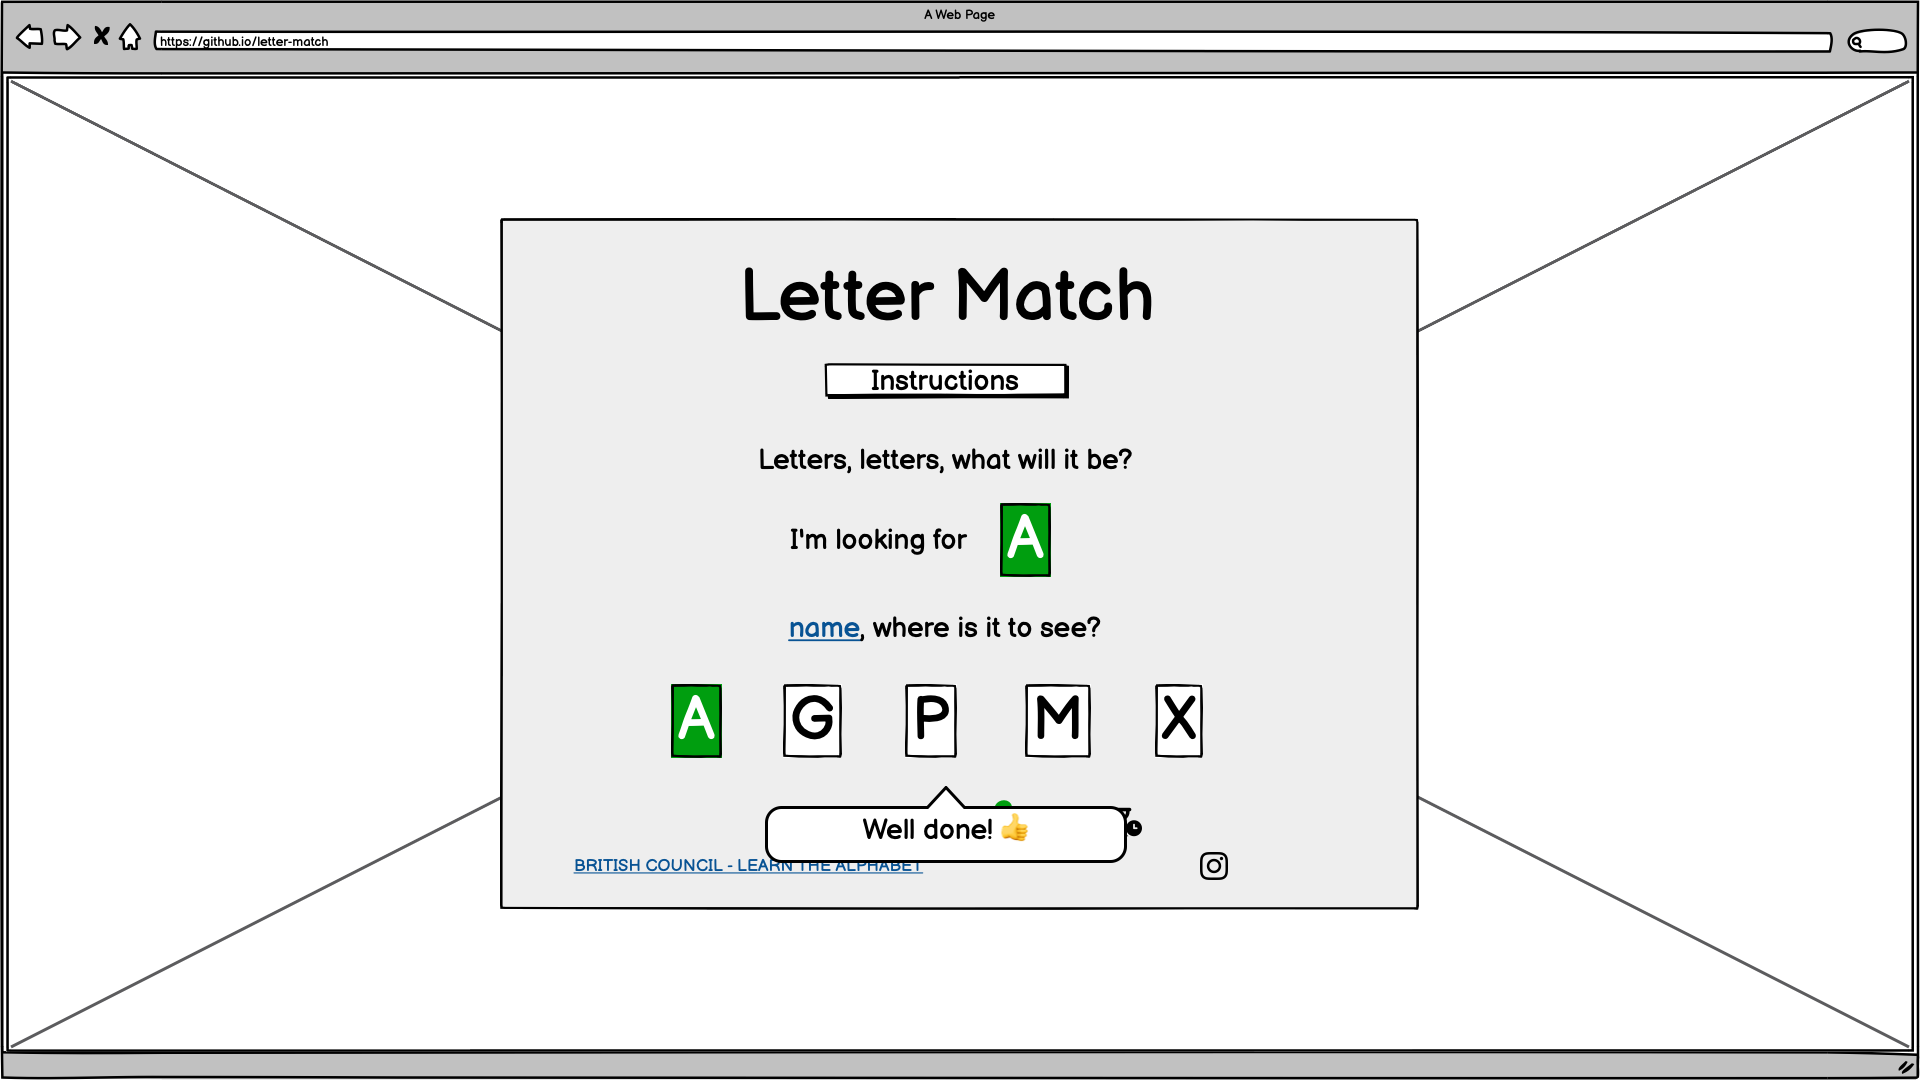 A Web Page
https://github.io/letter-match
Letter Match
Instructions
Letters, letters, what will it be?
I'm looking for A
name, where is it to see?
A G P M X
Well done! 👍
BRITISH COUNCIL - LEARN THE ALPHABET